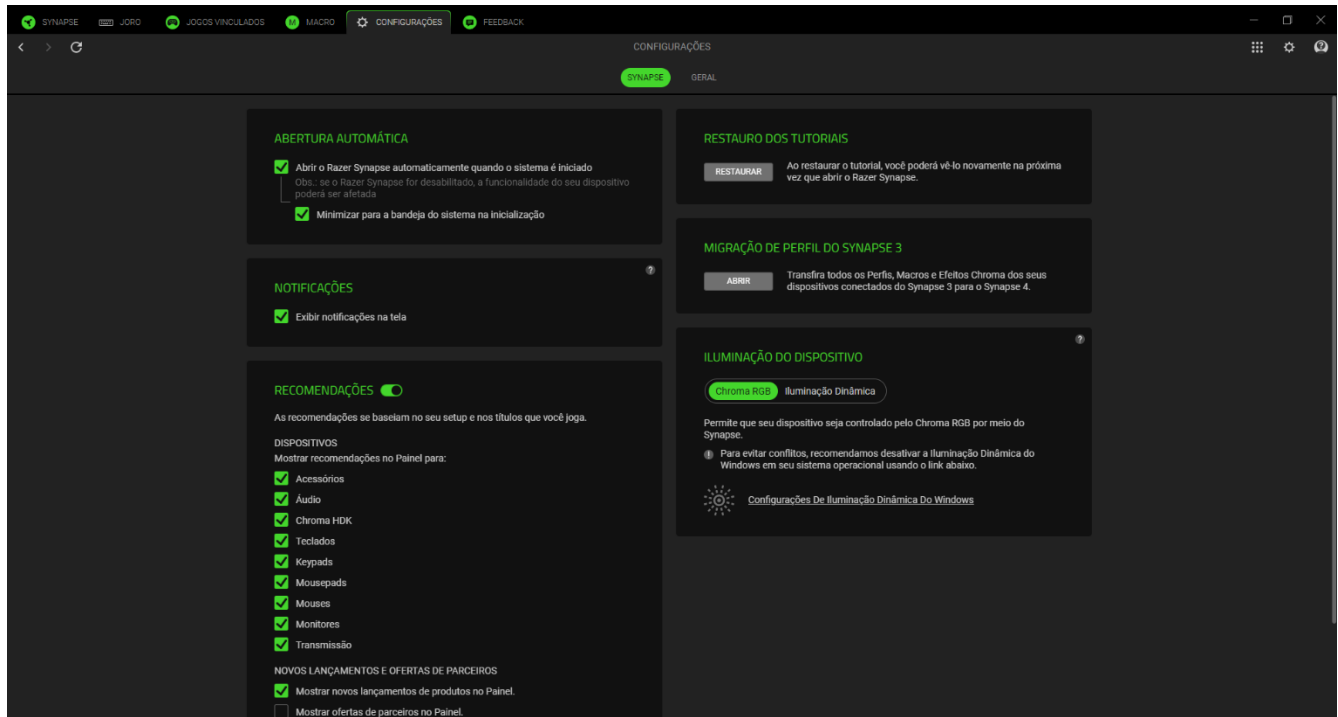 SYNAPSE
JORO
JOGOS VINCULADOS
M MACRO
CONFIGURAÇÕES
FEEDBACK
CONFIGURAÇÕES
SYNAPSE
GERAL
ABERTURA AUTOMÁTICA
Abrir o Razer Synapse automaticamente quando o sistema é iniciado
Obs.: se o Razer Synapse for desabilitado, a funcionalidade do seu dispositivo
poderá ser afetada
Minimizar para a bandeja do sistema na inicialização
NOTIFICAÇÕES
?
Exibir notificações na tela
RECOMENDAÇÕES
As recomendações se baseiam no seu setup e nos títulos que você joga.
DISPOSITIVOS
Mostrar recomendações no Painel para:
Acessórios
Áudio
Chroma HDK
Teclados
Keypads
Mousepads
Mouses
Monitores
Transmissão
NOVOS LANÇAMENTOS E OFERTAS DE PARCEIROS
Mostrar novos lançamentos de produtos no Painel.
Mostrar ofertas de parceiros no Painel.
RESTAURO DOS TUTORIAIS
RESTAURAR
Ao restaurar o tutorial, você poderá vê-lo novamente na próxima
vez que abrir o Razer Synapse.
MIGRAÇÃO DE PERFIL DO SYNAPSE 3
ABRIR
Transfira todos os Perfis, Macros e Efeitos Chroma dos seus
dispositivos conectados do Synapse 3 para o Synapse 4.
?
ILUMINAÇÃO DO DISPOSITIVO
Chroma RGB
Iluminação Dinâmica
Permite que seu dispositivo seja controlado pelo Chroma RGB por meio do
Synapse.
Para evitar conflitos, recomendamos desativar a Iluminação Dinâmica do
Windows em seu sistema operacional usando o link abaixo.
Configurações De Iluminação Dinâmica Do Windows